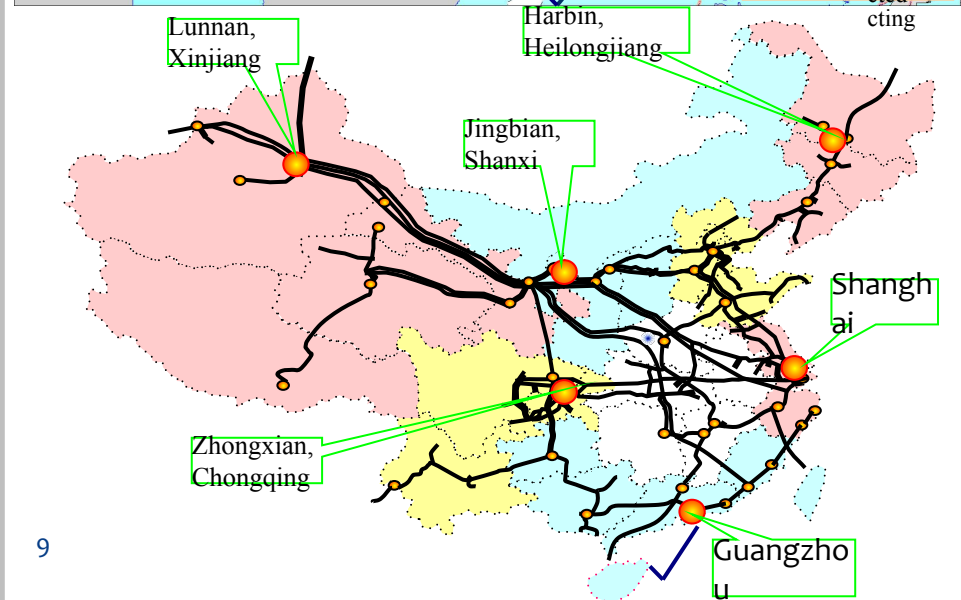 cting
Lunnan,
Xinjiang
Harbin,
Heilongjiang
Jingbian,
Shanxi
Shangh
ai
Zhongxian,
Chongqing
9
Guangzho
u